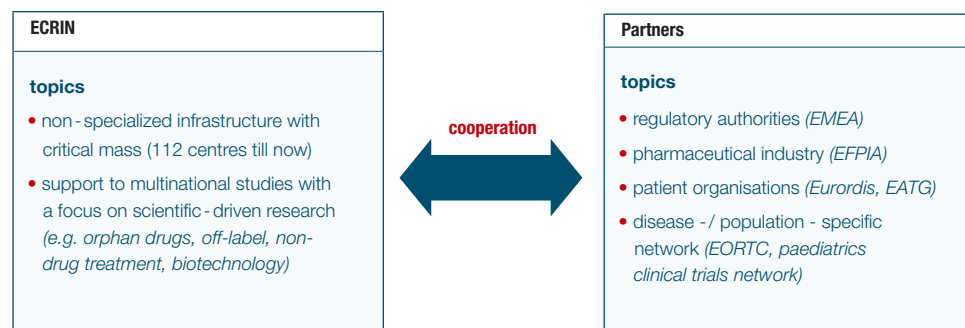 ECRIN
topics
• non-specialized infrastructure with
critical mass (112 centres till now)
• support to multinational studies with
a focus on scientific-driven research
(e.g. orphan drugs, off-label, non-
drug treatment, biotechnology)
cooperation
Partners
topics
• regulatory authorities (EMEA)
• pharmaceutical industry (EFPIA)
• patient organisations (Eurordis, EATG)
• disease -/ population - specific
network (EORTC, paediatrics
clinical trials network)